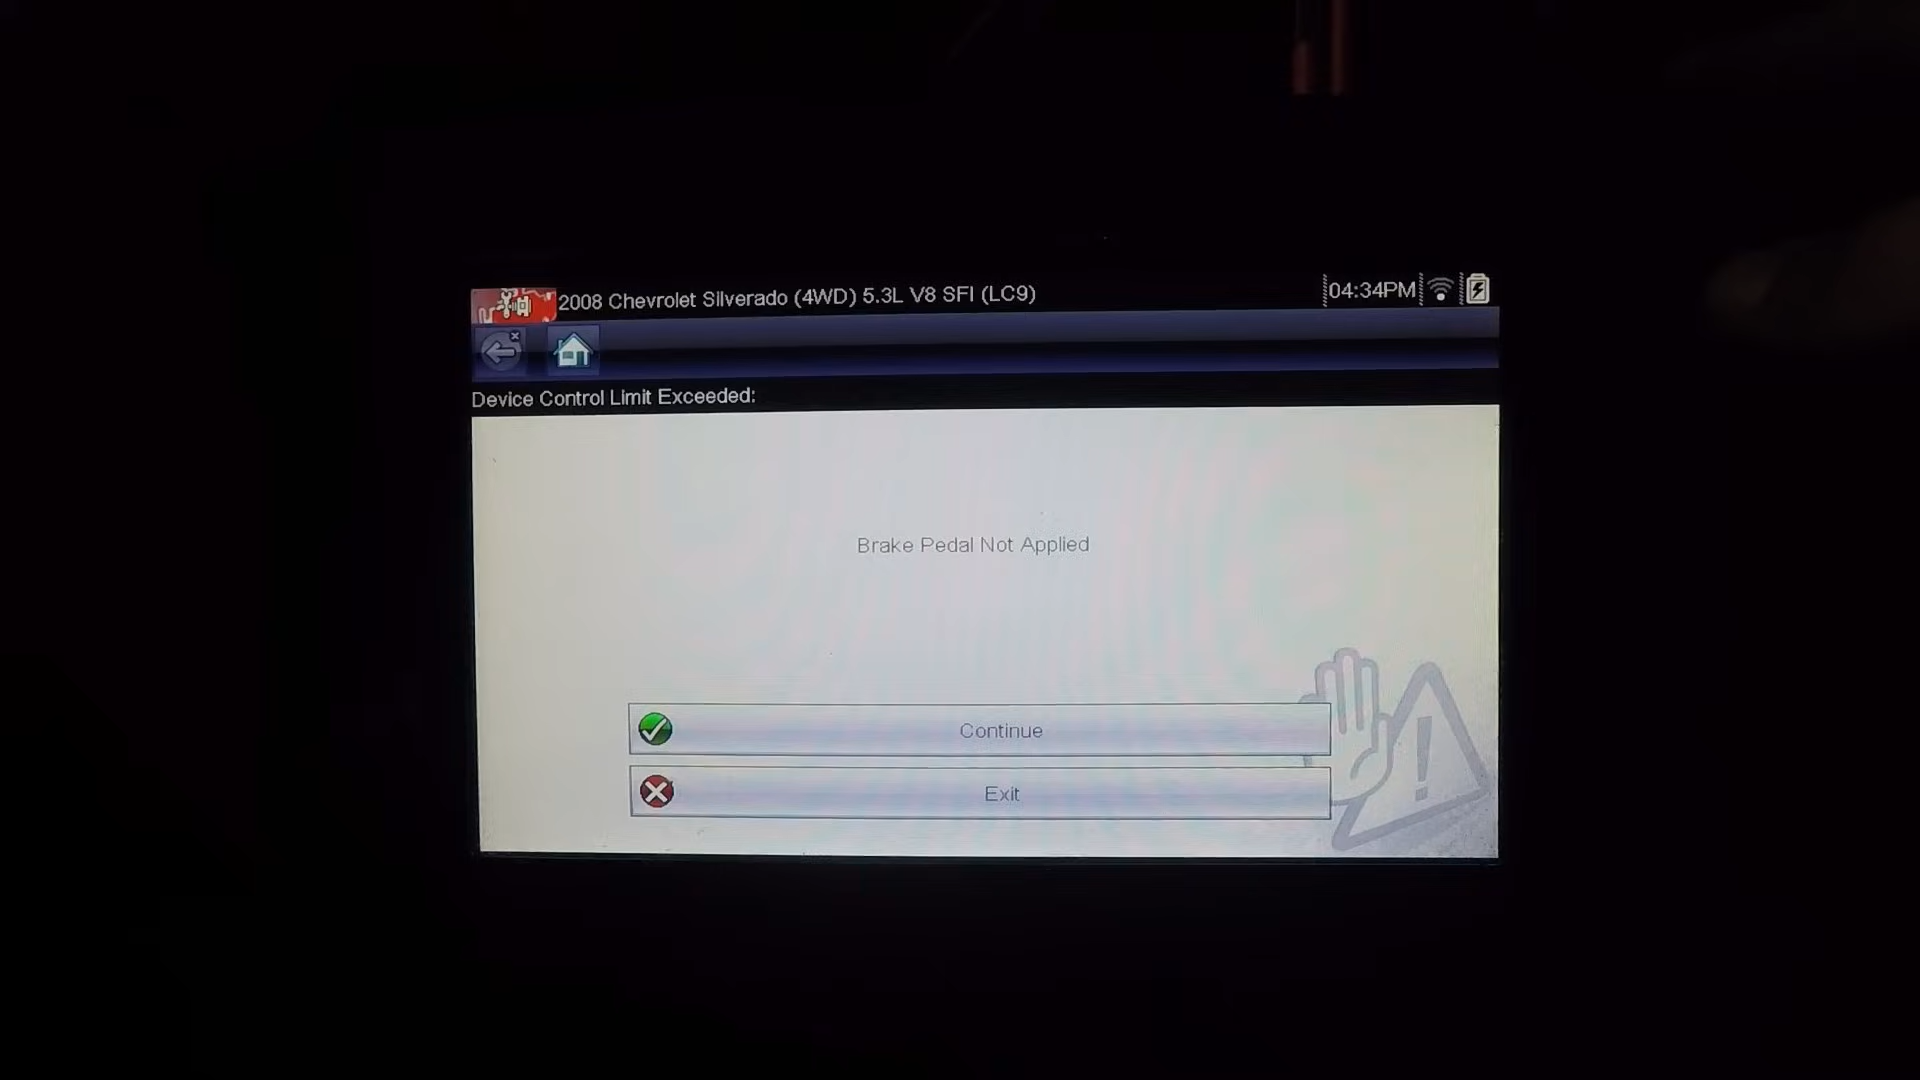 2008 Chevrolet Silverado (4WD) 5.3L V8 SFI (LC9)
04:34PM
Device Control Limit Exceeded:
Brake Pedal Not Applied
Continue
Exit